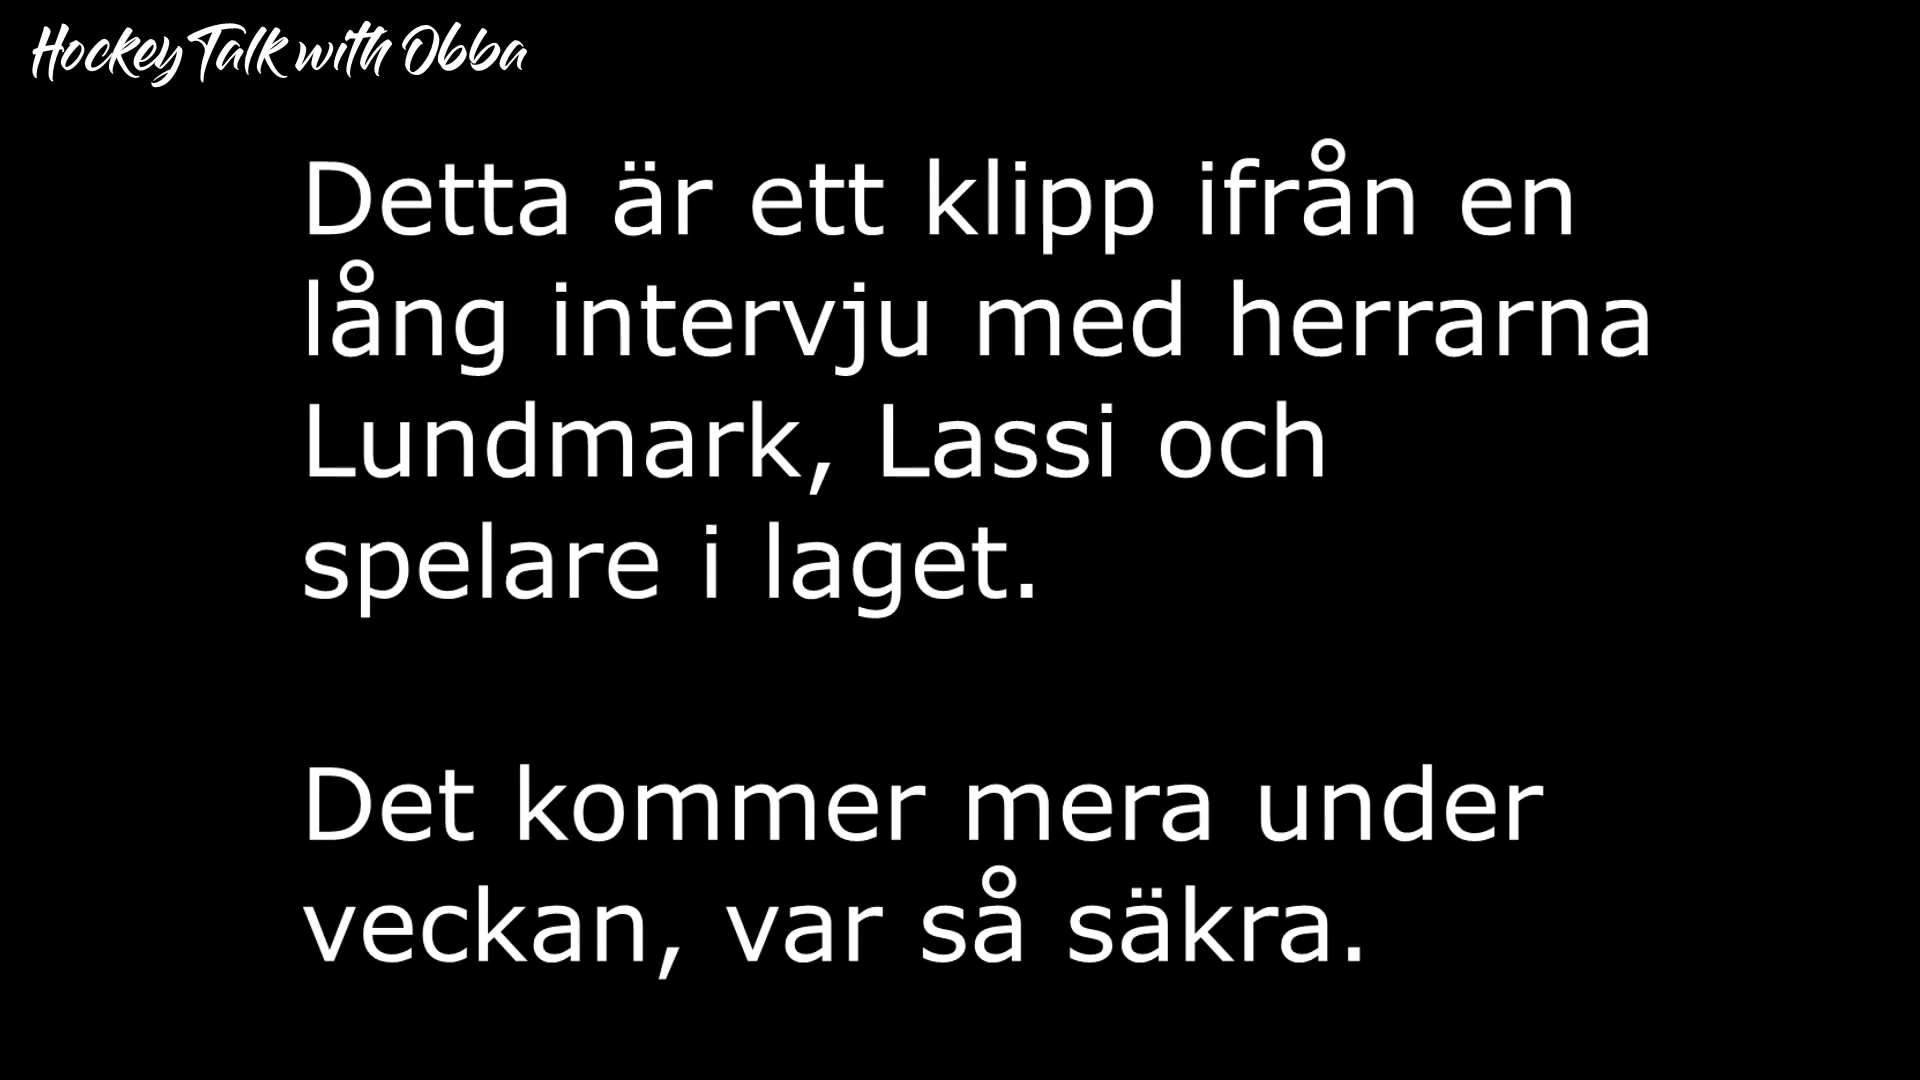 Hockey Talk with Obba
Detta är ett klipp ifrån en
lång intervju med herrarna
Lundmark, Lassi och
spelare i laget.
Det kommer mera under
veckan, var så säkra.